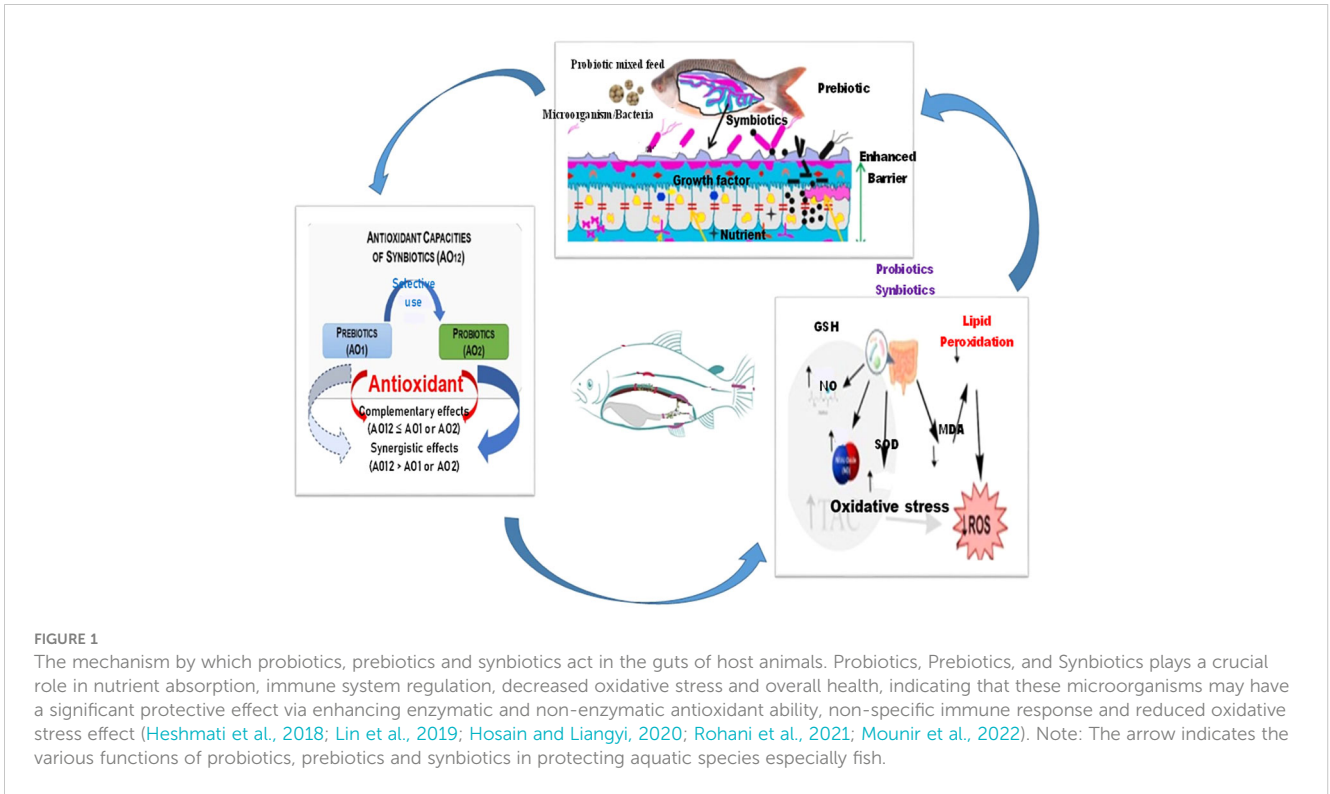 Probiotic mixed feed
Prebiotic
Microorganism/Bacteria
Symbiotics
Enhanced
Barrier
Growth factor
Nutrient
ANTIOXIDANT CAPACITIES
OF SYNBIOTICS (AO12)
Selective
use
PREBIOTICS
(AO1)
PROBIOTICS
(AO2)
Antioxidant
Complementary effects
(AO12 ≤ AO1 or AO2)
Synergistic effects
(AO12 > AO1 or AO2)
Probiotics
Synbiotics
GSH
Lipid
Peroxidation
NO
SOD
MDA
Oxidative stress
TAC
ROS
FIGURE 1
The mechanism by which probiotics, prebiotics and synbiotics act in the guts of host animals. Probiotics, Prebiotics, and Synbiotics plays a crucial
role in nutrient absorption, immune system regulation, decreased oxidative stress and overall health, indicating that these microorganisms may have
a significant protective effect via enhancing enzymatic and non-enzymatic antioxidant ability, non-specific immune response and reduced oxidative
stress effect (Heshmati et al., 2018; Lin et al., 2019; Hosain and Liangyi, 2020; Rohani et al., 2021; Mounir et al., 2022). Note: The arrow indicates the
various functions of probiotics, prebiotics and synbiotics in protecting aquatic species especially fish.